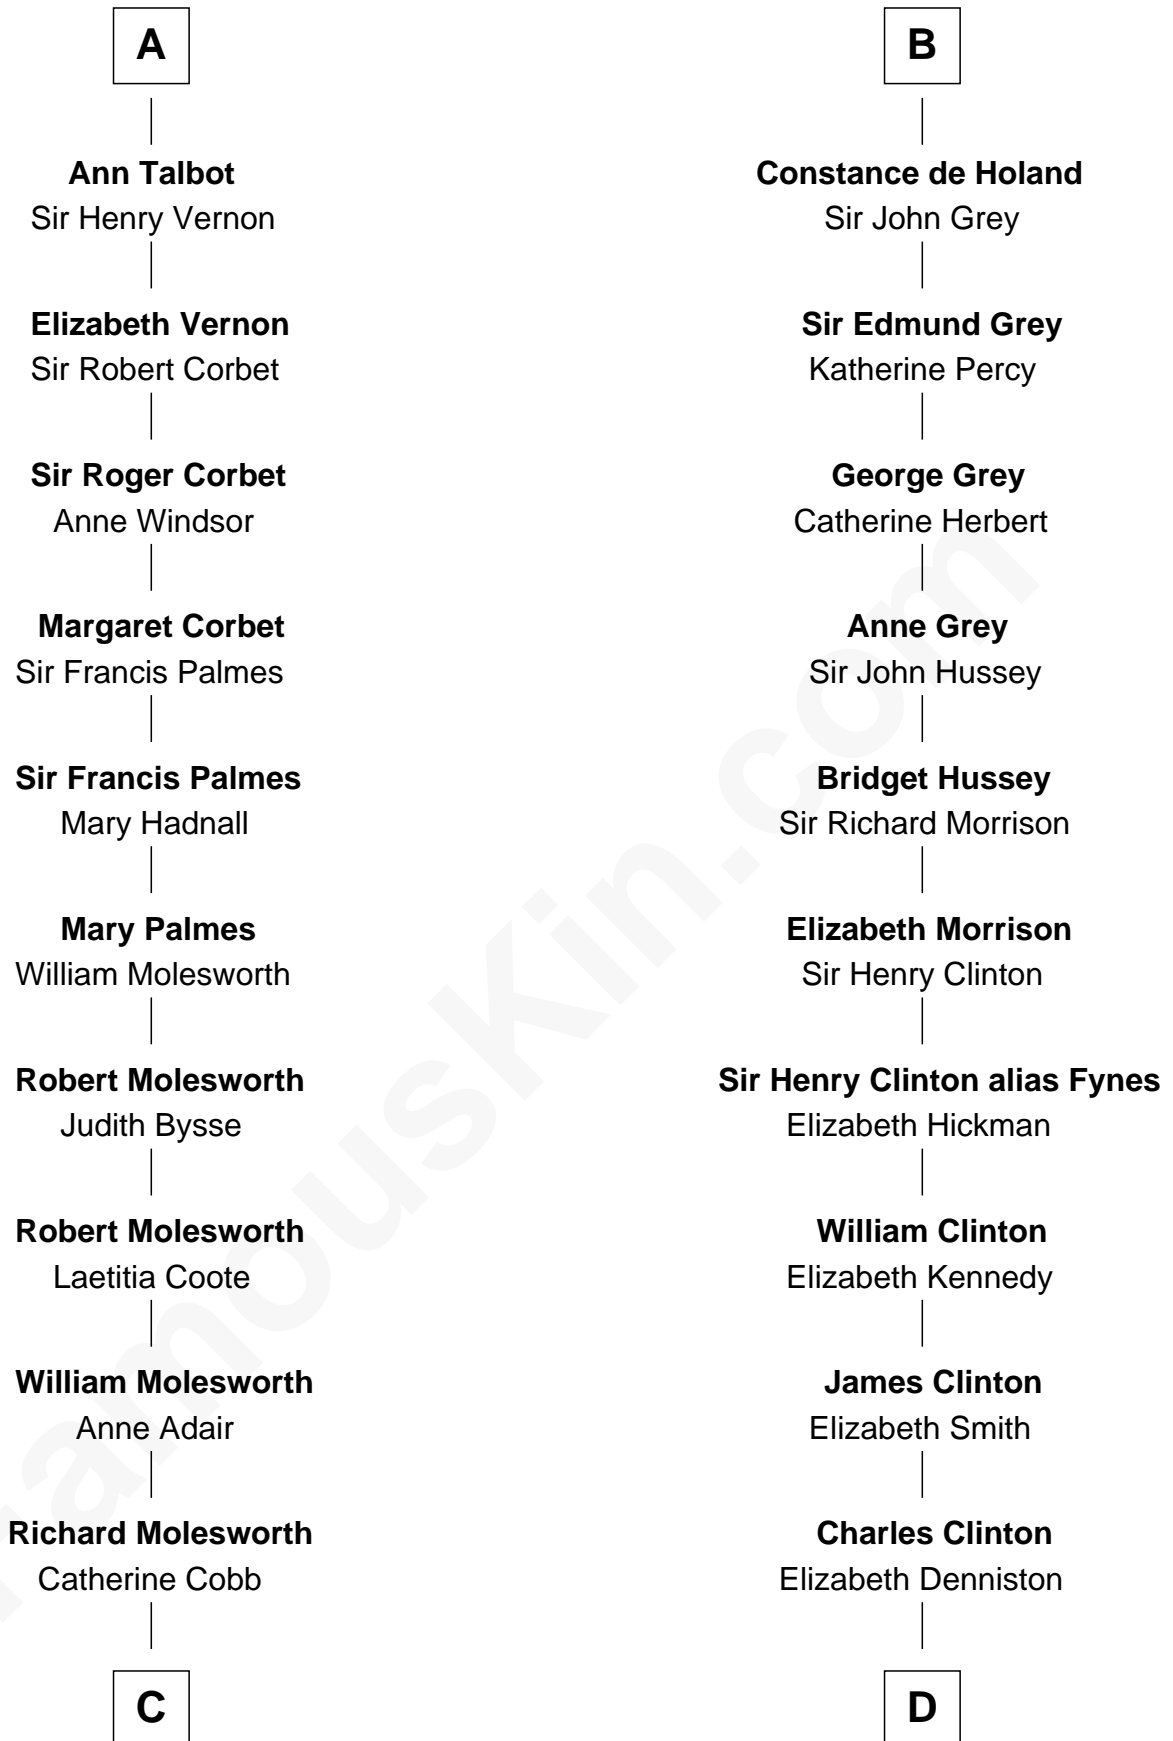 A
Ann Talbot
Sir Henry Vernon
Elizabeth Vernon
Sir Robert Corbet
Sir Roger Corbet
Anne Windsor
Margaret Corbet
Sir Francis Palmes
Sir Francis Palmes
Mary Hadnall
Mary Palmes
William Molesworth
Robert Molesworth
Judith Bysse
Robert Molesworth
Laetitia Coote
William Molesworth
Anne Adair
Richard Molesworth
Catherine Cobb
C
B
Constance de Holand
Sir John Grey
Sir Edmund Grey
Katherine Percy
George Grey
Catherine Herbert
Anne Grey
Sir John Hussey
Bridget Hussey
Sir Richard Morrison
Elizabeth Morrison
Sir Henry Clinton
Sir Henry Clinton alias Fynes
Elizabeth Hickman
William Clinton
Elizabeth Kennedy
James Clinton
Elizabeth Smith
Charles Clinton
Elizabeth Denniston
D
FamousKin.com